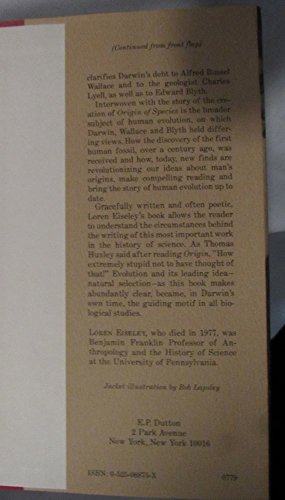 (Continued from front flap)
clarifies Darwin's debt to Alfred Russel
Wallace and to the geologist Charles
Lyell, as well as to Edward Blyth.
Interwoven with the story of the cre-
ation of Origin of Species is the broader
subject of human evolution, on which
Darwin, Wallace and Blyth held differ-
ing views. How the discovery of the first
human fossil, over a century ago, was
received and how, today, new finds are
revolutionizing our ideas about man's
origins, make compelling reading and
bring the story of human evolution up to
date.
Gracefully written and often poetic,
Loren Eiseley's book allows the reader
to understand the circumstances behind
the writing of this most important work
in the history of science. As Thomas
Huxley said after reading Origin, "How
extremely stupid not to have thought of
that!" Evolution and its leading idea—
natural selection—as this book makes
abundantly clear, became, in Darwin's
own time, the guiding motif in all bio-
logical studies.
LOREN EISELEY, who died in 1977, was
Benjamin Franklin Professor of An-
thropology and the History of Science
at the University of Pennsylvania.
Jacket illustration by Bob Lapsley
E.P. Dutton
2 Park Avenue
New York, New York 10016
ISBN: 0-525-06875-X 0779